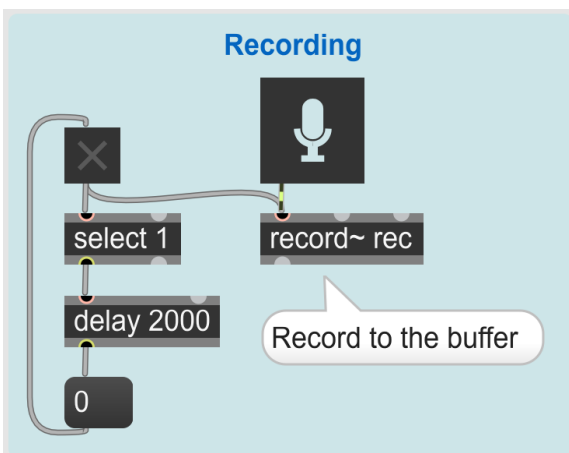 Recording
select 1
record~ rec
delay 2000
Record to the buffer
0